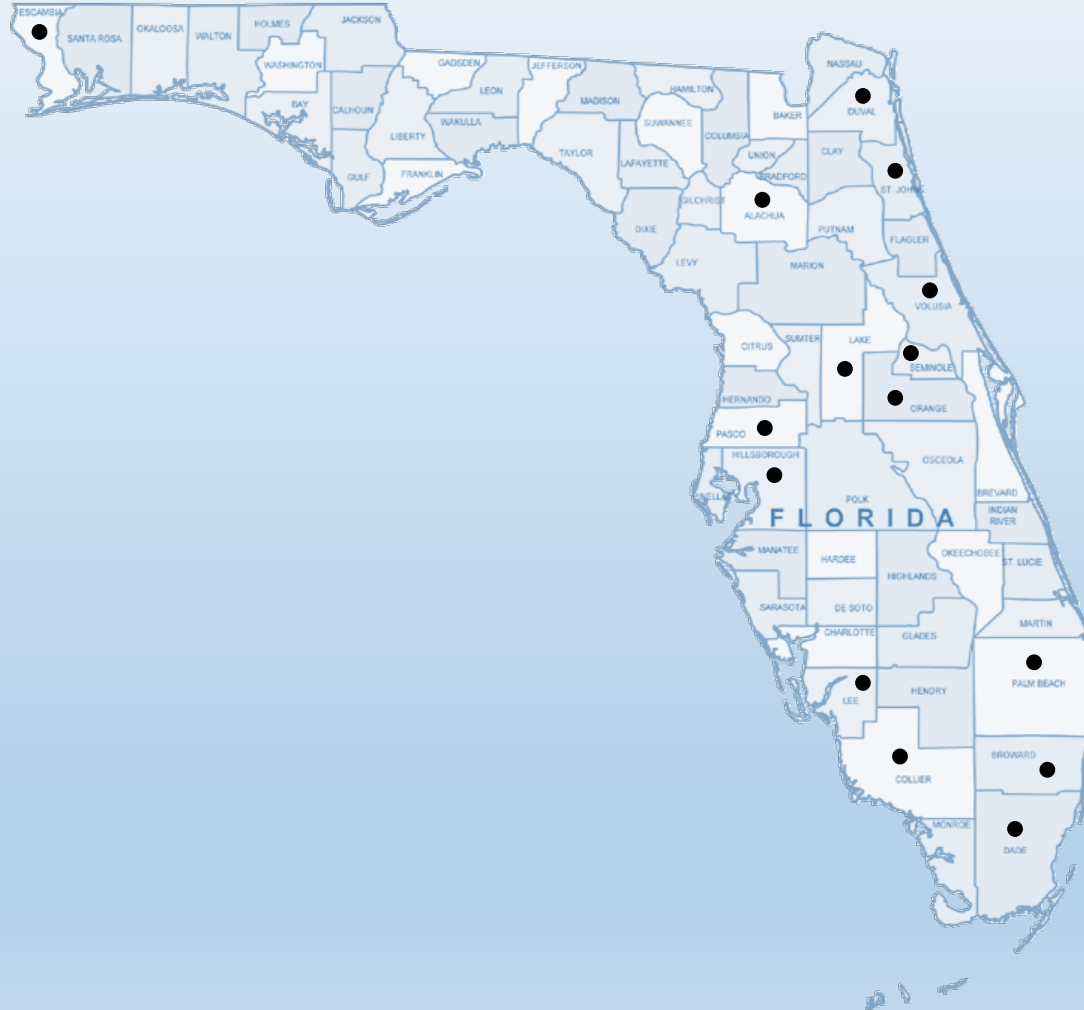 ESCAMBIA
SANTA ROSA
OKALOOSA
WALTON
HOLMES
JACKSON
WASHINGTON
BAY
CALHOUN
GULF
GADSDEN
LIBERTY
FRANKLIN
LEON
WAKULLA
JEFFERSON
MADISON
TAYLOR
HAMILTON
SUWANNEE
LAFAYETTE
COLUMBIA
BAKER
NASSAU
DUVAL
UNION
BRADFORD
CLAY
ST. JOHN
GILCHRIST
ALACHUA
DIXIE
PUTNAM
FLAGLER
LEVY
MARION
VOLUSIA
CITRUS
SUMTER
LAKE
SEMINOLE
HERNANDO
ORANGE
PASCO
HILLSBOROUGH
OSCEOLA
POLK
BREVARD
FLORIDA
INDIAN
RIVER
MANATEE
HARDEE
OKEECHOBEE
ST. LUCIE
HIGHLANDS
SARASOTA
DE SOTO
MARTIN
CHARLOTTE
GLADES
PALM BEACH
LEE
HENDRY
BROWARD
COLLIER
MONROE
DADE